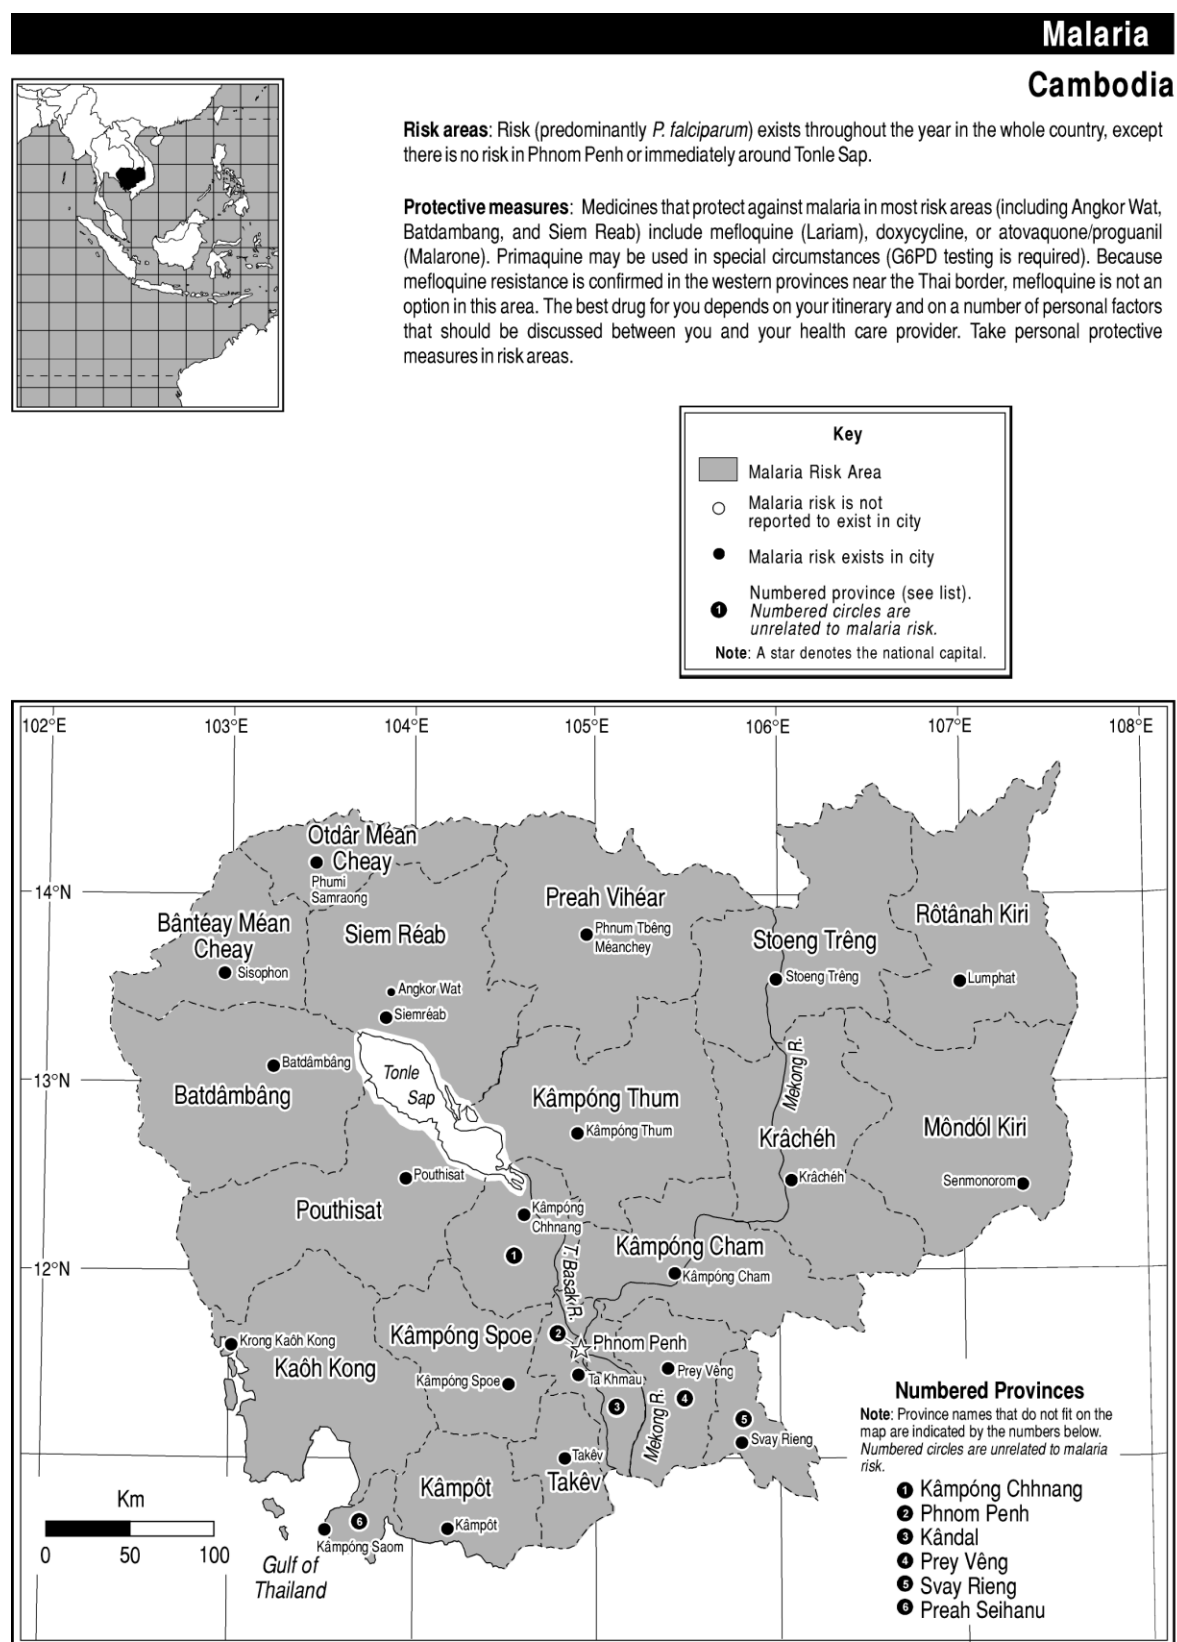 Malaria
Cambodia
Risk areas: Risk (predominantly P. falciparum) exists throughout the year in the whole country, except
there is no risk in Phnom Penh or immediately around Tonle Sap.
Protective measures: Medicines that protect against malaria in most risk areas (including Angkor Wat,
Batdambang, and Siem Reab) include mefloquine (Lariam), doxycycline, or atovaquone/proguanil
(Malarone). Primaquine may be used in special circumstances (G6PD testing is required). Because
mefloquine resistance is confirmed in the western provinces near the Thai border, mefloquine is not an
option in this area. The best drug for you depends on your itinerary and on a number of personal factors
that should be discussed between you and your health care provider. Take personal protective
measures in risk areas.
Key
Malaria Risk Area
Malaria risk is not
reported to exist in city
Malaria risk exists in city
1
Numbered province (see list).
Numbered circles are
unrelated to malaria risk.
Note: A star denotes the national capital.
102°E 103°E 104°E 105°E 106°E 107°E 108°E
Otdâr Méan
Cheay
Phumi
Samraong
14°N
Preah Vihéar
Phnum Tbêng
Méanchey
Bântéay Méan
Cheay
Sisophon
Siem Réab
Stoeng Trêng
Stoeng Trêng
Rôtânah Kiri
Lumphat
Angkor Wat
Siemréab
Batdâmbâng
13°N
Batdâmbâng
Tonle
Sap
Kâmpóng Thum
Kâmpóng Thum
Mekong R.
Krâchéh
Krâchéh
Môndól Kiri
Senmonorom
Pouthisat
Pouthisat
Kâmpóng
Chhnang
1
T. Basak R.
Kâmpóng Cham
Kâmpóng Cham
12°N
Krong Kaôh Kong
Kaôh Kong
Kâmpóng Spoe
Kâmpóng Spoe
2
Phnom Penh
Ta Khmau
3
Mekong R.
Prey Vêng
4
5
Svay Rieng
Takêv
Takêv
Kâmpôt
Kâmpôt
6
Kâmpóng Saom
Gulf of
Thailand
Km
0 50 100
Numbered Provinces
Note: Province names that do not fit on the
map are indicated by the numbers below.
Numbered circles are unrelated to malaria
risk.
1 Kâmpóng Chhnang
2 Phnom Penh
3 Kândal
4 Prey Vêng
5 Svay Rieng
6 Preah Seihanu